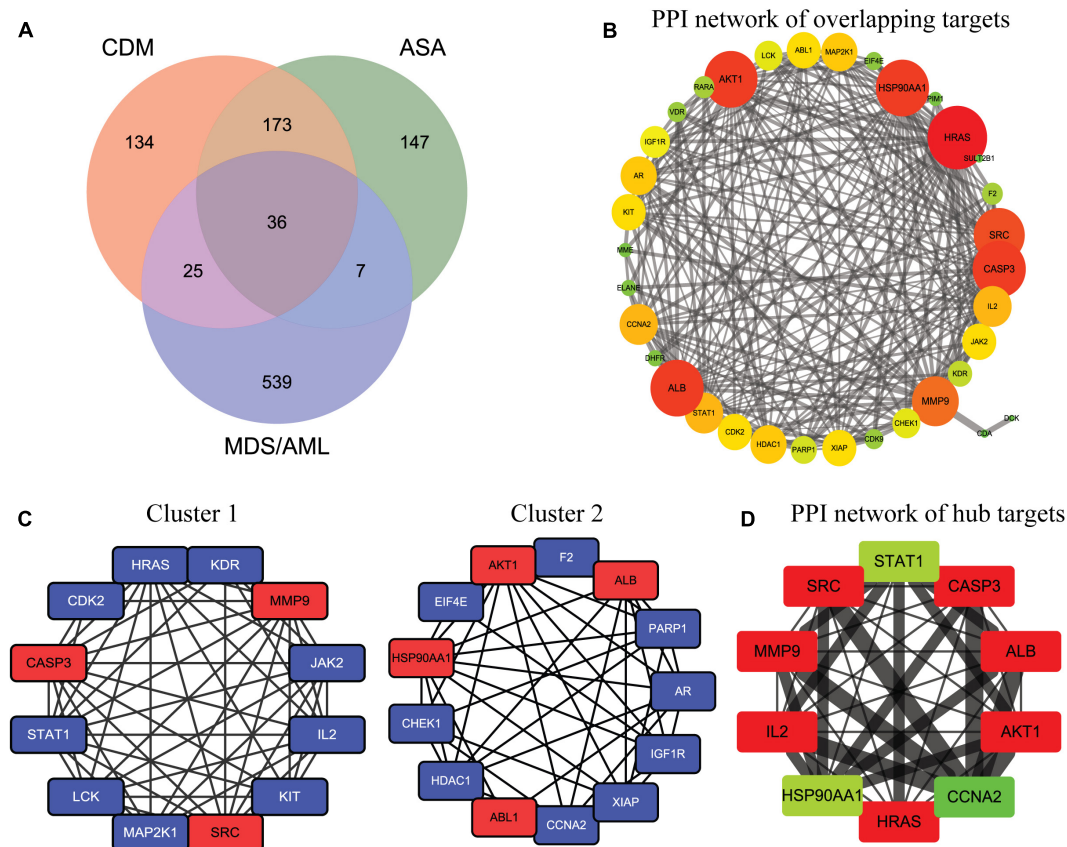 A
CDM
ASA
134
173
147
36
25
7
539
MDS/AML
B
PPI network of overlapping targets
LCK
ABL1
MAP2K1
EIF4E
AKT1
HSP90AA1
RARA
PIM1
VDR
HRAS
IGF1R
SULT2B1
AR
F2
KIT
SRC
MME
CASP3
ELANE
IL2
CCNA2
JAK2
DHFR
KDR
ALB
MMP9
STAT1
DCK
CDK2
CHEK1
CDA
HDAC1
PARP1
XIAP
CDK9
C
Cluster 1
HRAS
KDR
CDK2
MMP9
CASP3
JAK2
STAT1
IL2
LCK
KIT
MAP2K1
SRC
Cluster 2
F2
AKT1
ALB
EIF4E
PARP1
HSP90AA1
AR
CHEK1
IGF1R
HDAC1
XIAP
ABL1
CCNA2
D
PPI network of hub targets
STAT1
SRC
CASP3
MMP9
ALB
IL2
AKT1
HSP90AA1
CCNA2
HRAS